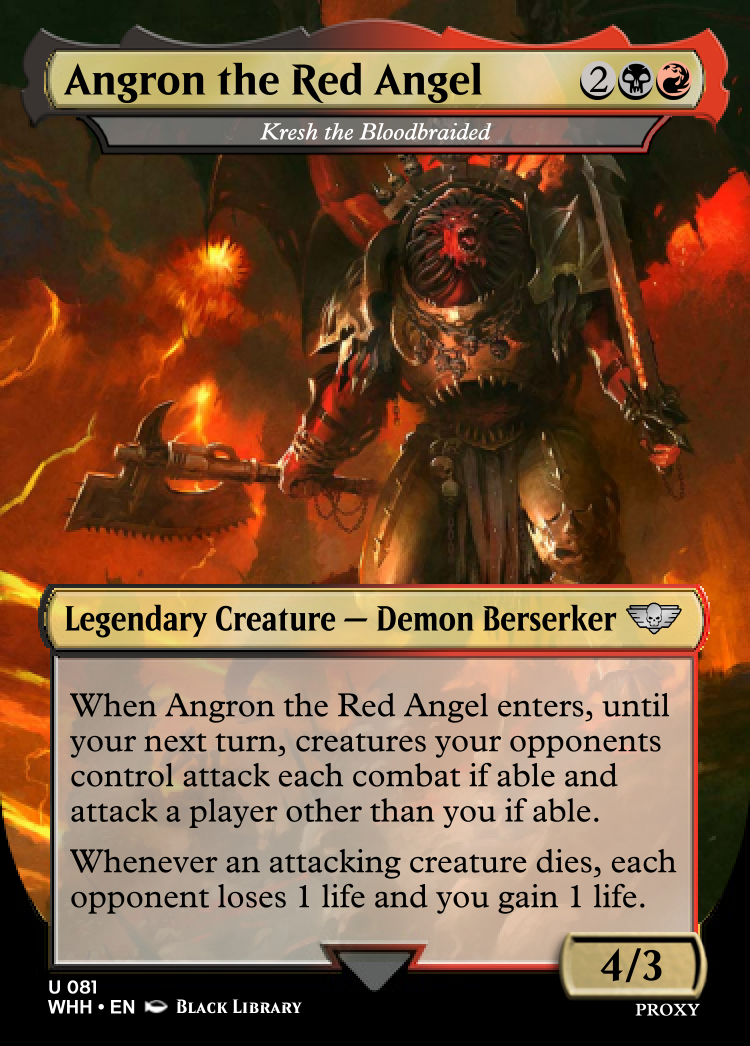 Angron the Red Angel 2
Kresh the Bloodbraided
Legendary Creature — Demon Berserker
When Angron the Red Angel enters, until
your next turn, creatures your opponents
control attack each combat if able and
attack a player other than you if able.
Whenever an attacking creature dies, each
opponent loses 1 life and you gain 1 life.
4/3
U 081
WHH • EN Black Library
PROXY